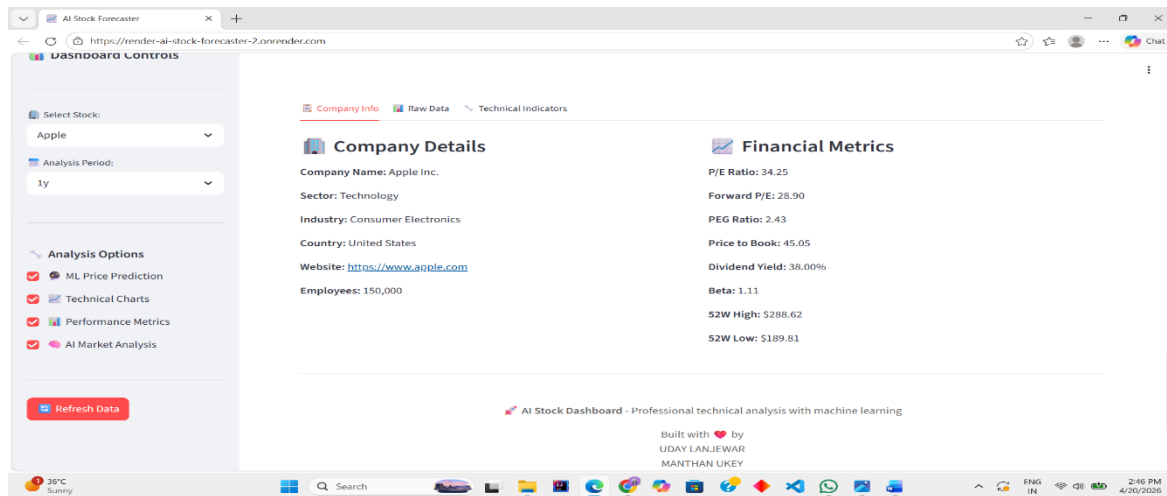 AI Stock Forecaster
https://render-ai-stock-forecaster-2.onrender.com
Chat
Dashboard Controls
Select Stock:
Apple
Analysis Period:
1y
Analysis Options
ML Price Prediction
Technical Charts
Performance Metrics
AI Market Analysis
Refresh Data
Company Info Raw Data Technical Indicators
Company Details
Company Name: Apple Inc.
Sector: Technology
Industry: Consumer Electronics
Country: United States
Website: https://www.apple.com
Employees: 150,000
Financial Metrics
P/E Ratio: 34.25
Forward P/E: 28.90
PEG Ratio: 2.43
Price to Book: 45.05
Dividend Yield: 38.00%
Beta: 1.11
52W High: $288.62
52W Low: $189.81
AI Stock Dashboard - Professional technical analysis with machine learning
Built with ❤️ by
UDAY LANJEWAR
MANTHAN UKEY
1
36°C
Sunny
Search
ENG
IN
2:46 PM
4/20/2026